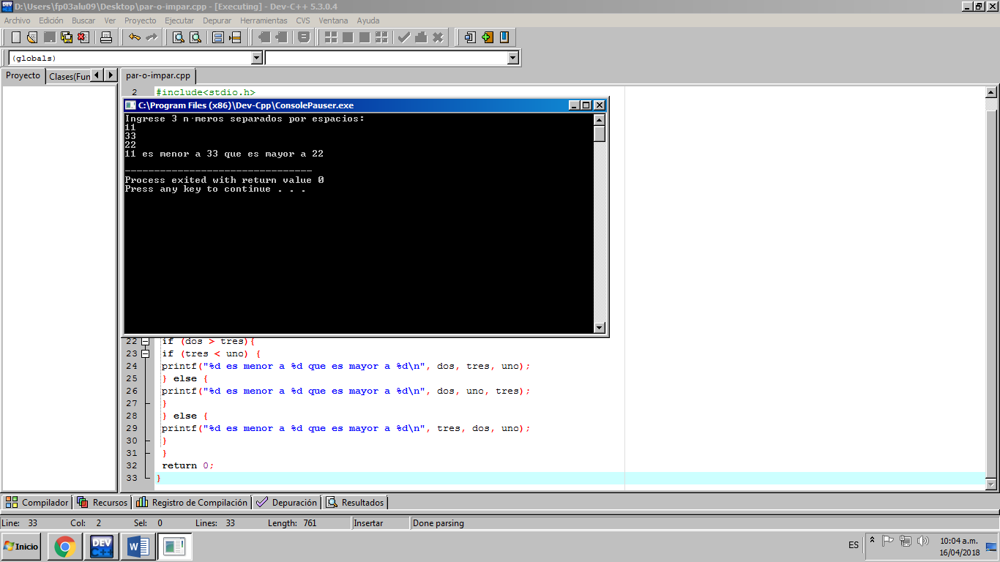 D:\Users\fp03alu09\Desktop\par-o-impar.cpp - [Executing] - Dev-C++ 5.3.0.4
Archivo Edición Buscar Ver Proyecto Ejecutar Depurar Herramientas CVS Ventana Ayuda
(globals)
Proyecto Clases(Fun par-o-impar.cpp
2 #include<stdio.h>
C:\Program Files (x86)\Dev-Cpp\ConsolePauser.exe
Ingrese 3 n·meros separados por espacios:
11
33
22
11 es menor a 33 que es mayor a 22
--------------------------------
Process exited with return value 0
Press any key to continue . . .
22 if (dos > tres){
23 if (tres < uno) {
24 printf("%d es menor a %d que es mayor a %d\n", dos, tres, uno);
25 } else {
26 printf("%d es menor a %d que es mayor a %d\n", dos, uno, tres);
27 }
28 } else {
29 printf("%d es menor a %d que es mayor a %d\n", tres, dos, uno);
30 }
31 }
32 return 0;
33 }
Compilador Recursos Registro de Compilación Depuración Resultados
Line: 33 Col: 2 Sel: 0 Lines: 33 Length: 761 Insertar Done parsing
Inicio DEV C++ W ES 10:04 a.m.
16/04/2018